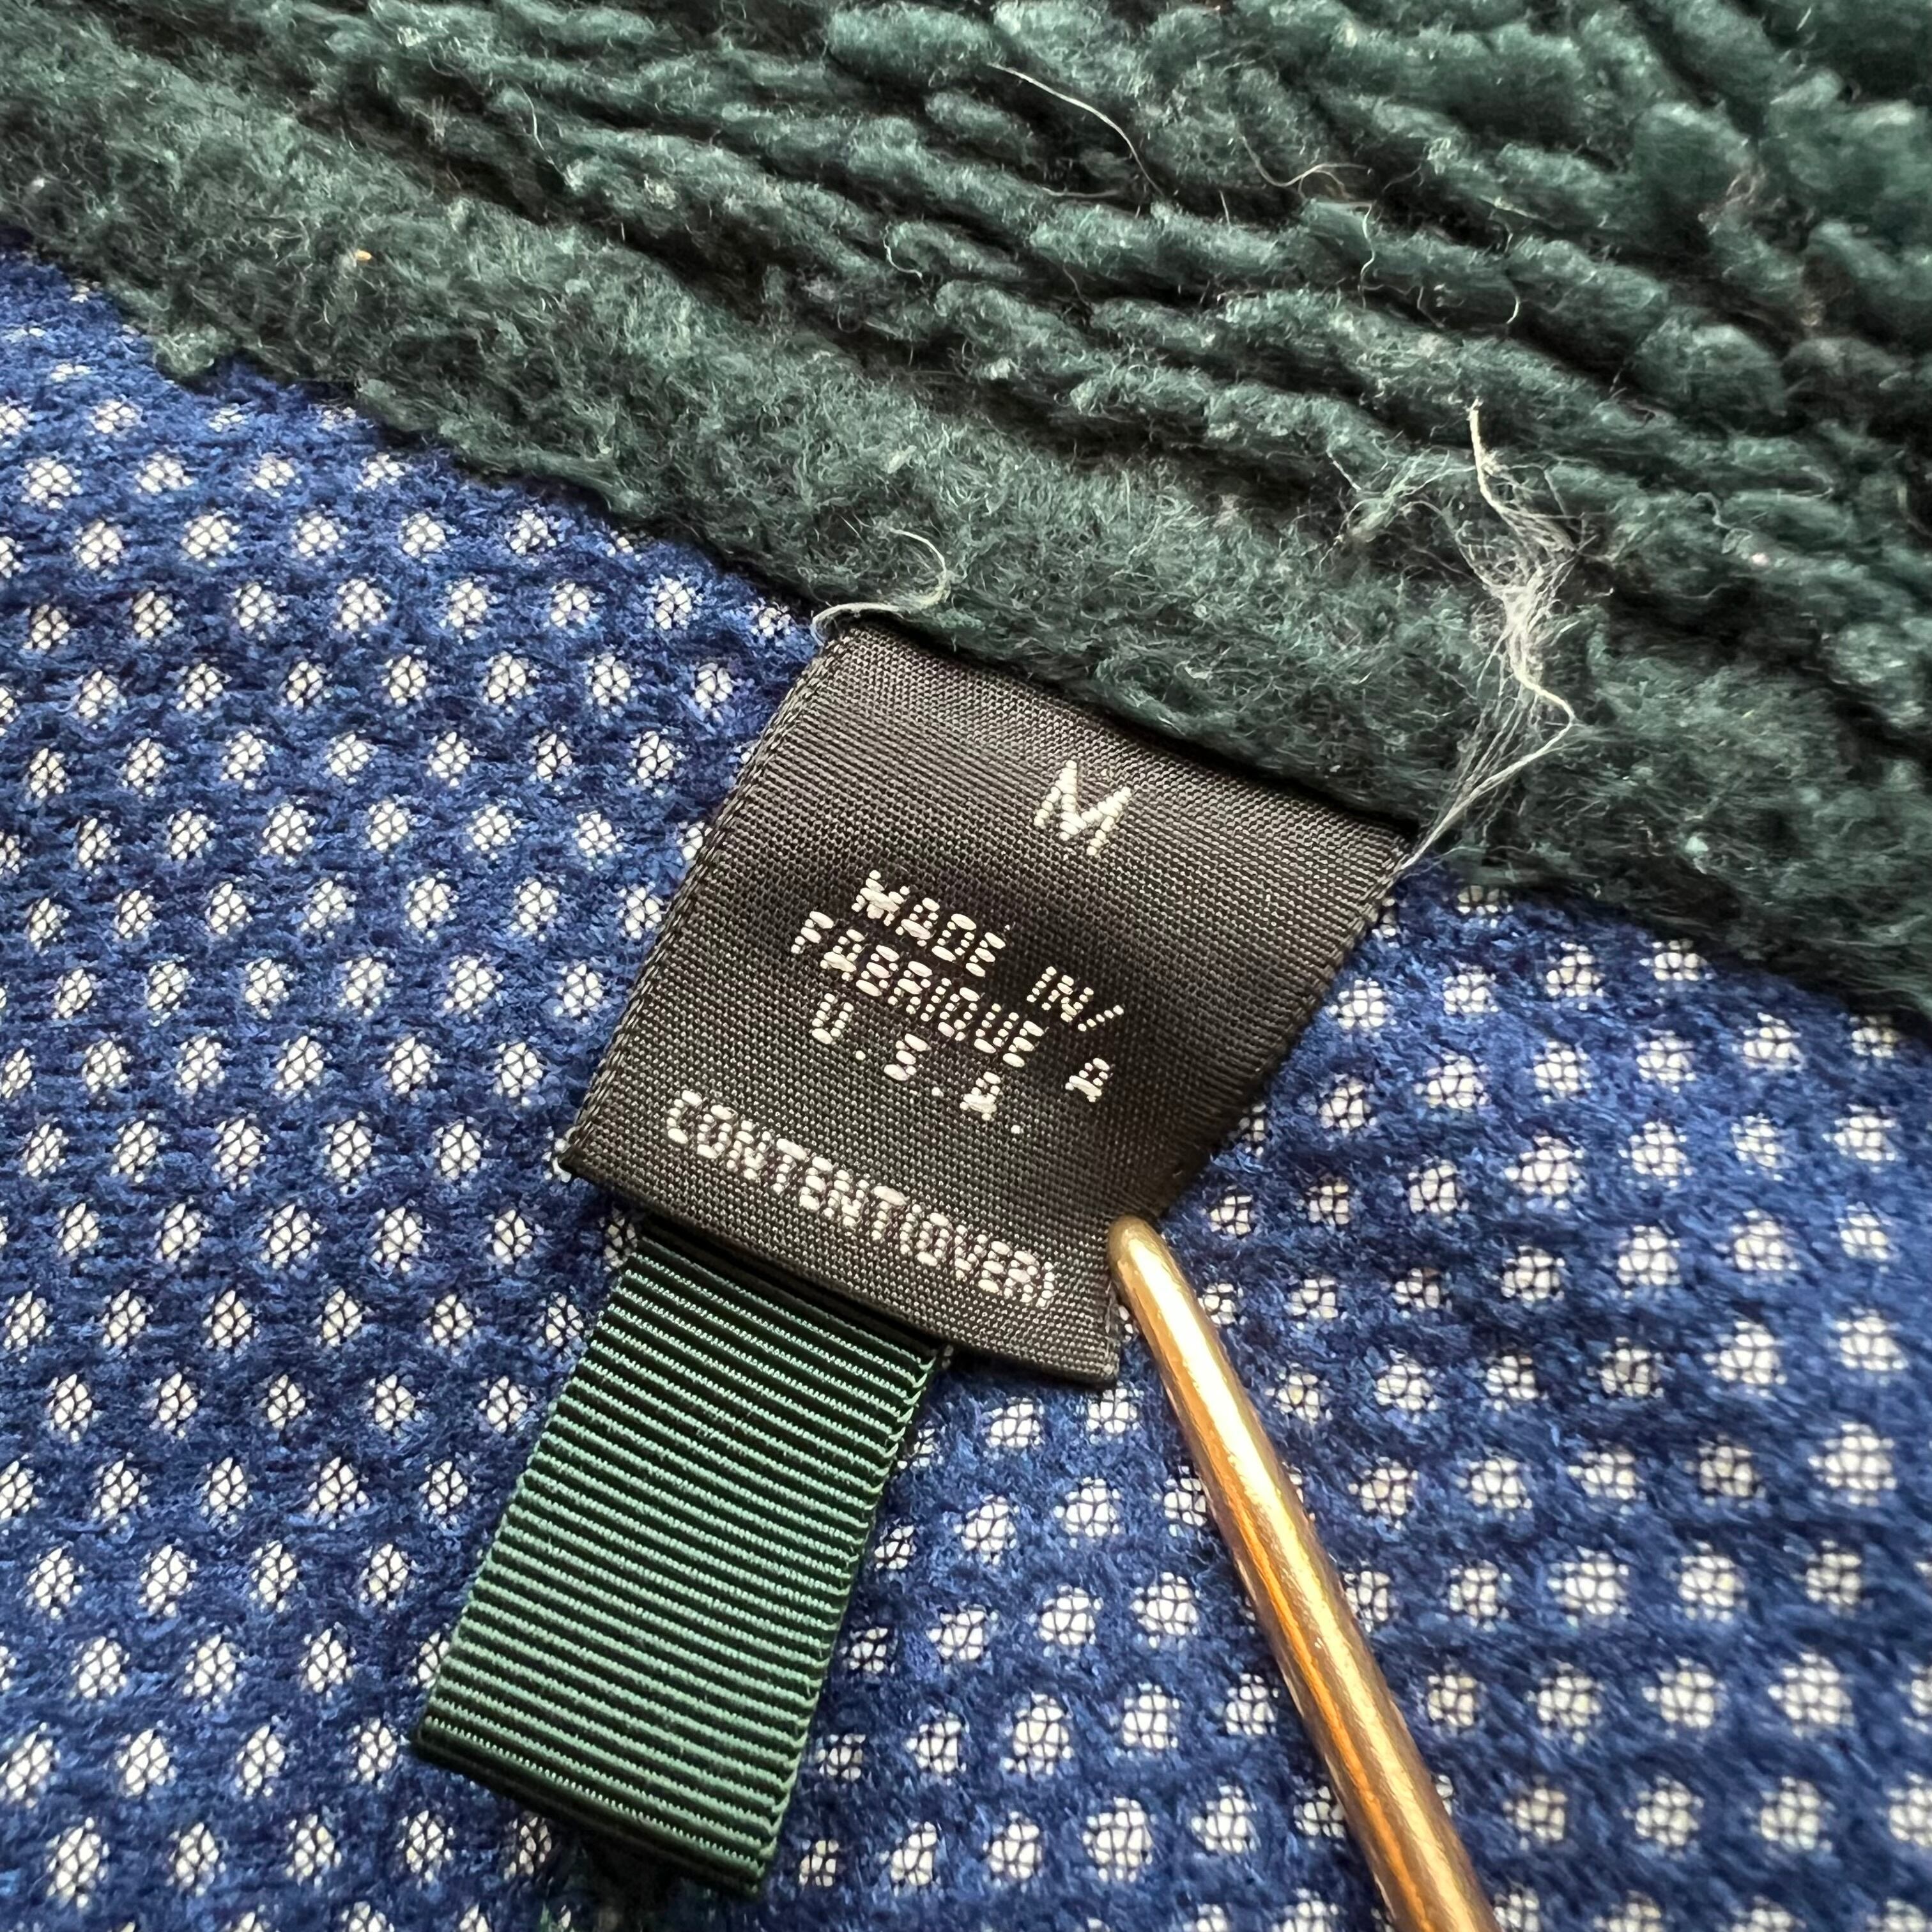 M
MADE IN/
FABRIQUE A
U.S.A.
CONTENT(OVER)